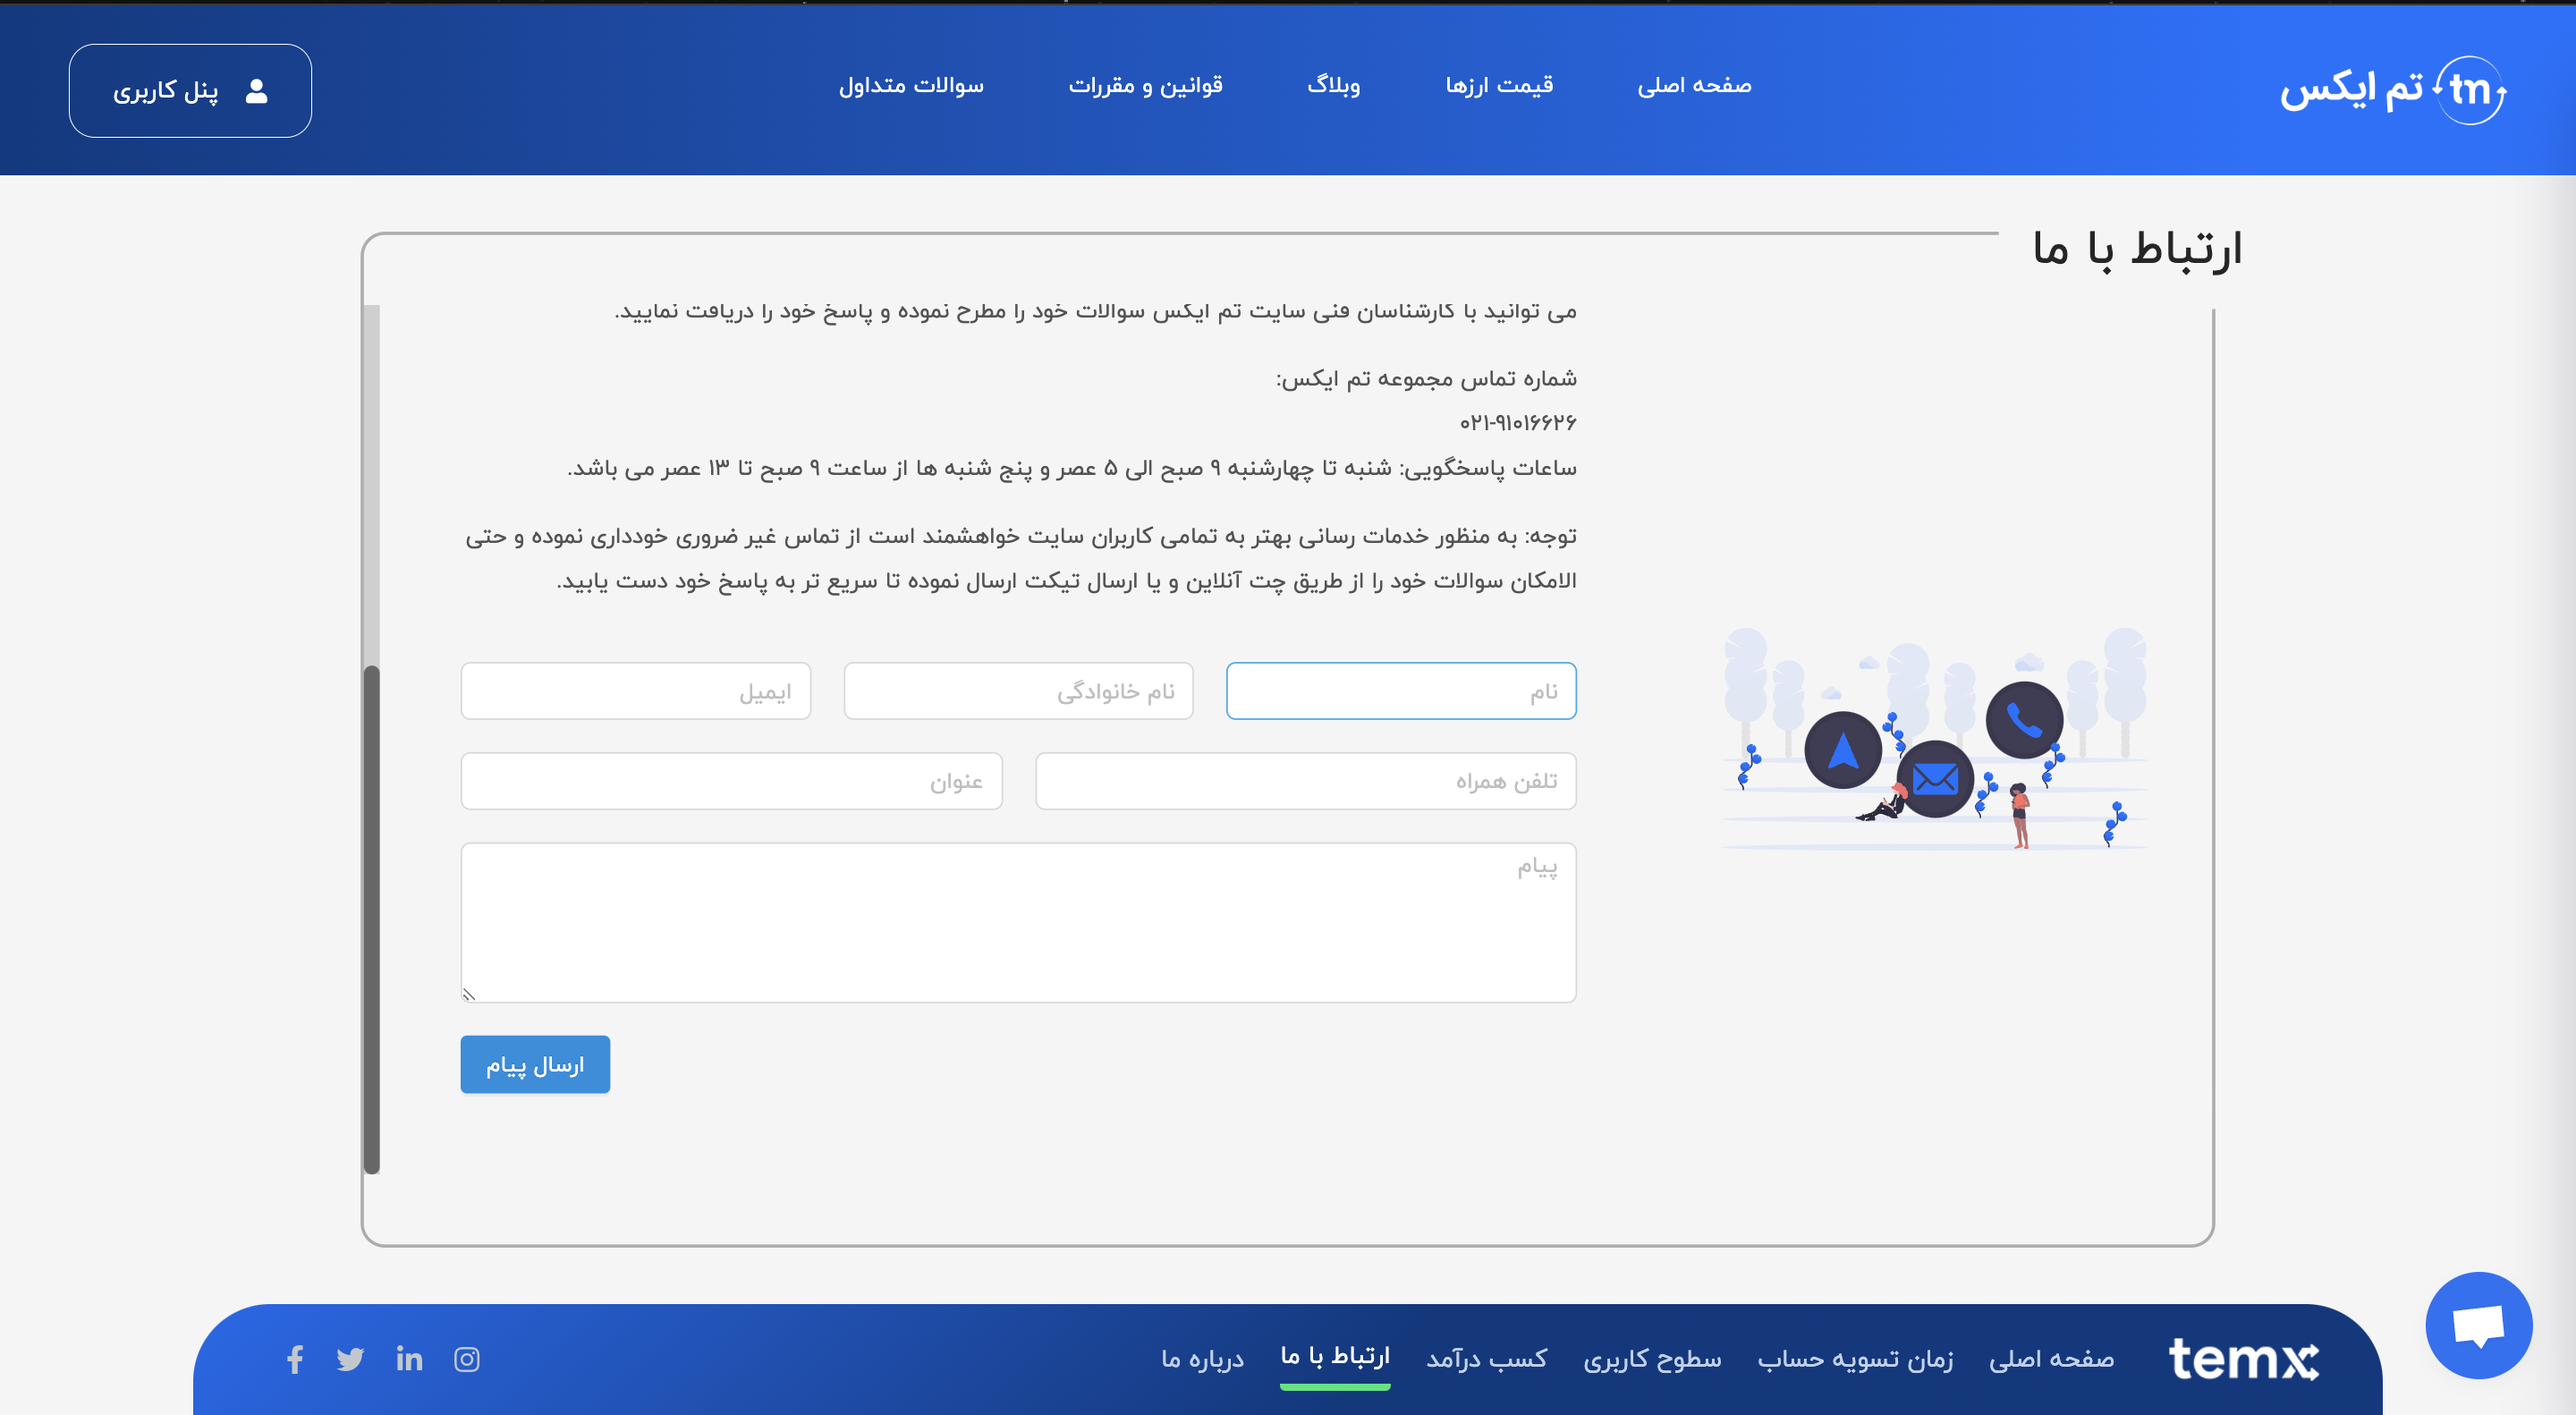 tm تم ایکس
صفحه اصلی
قیمت ارزها
وبلاگ
قوانین و مقررات
سوالات متداول
پنل کاربری
ارتباط با ما
می توانید با کارشناسان فنی سایت تم ایکس سوالات خود را مطرح نموده و پاسخ خود را دریافت نمایید.
شماره تماس مجموعه تم ایکس:
۰۲۱-۹۱۰۱۶۶۲۶
ساعات پاسخگویی: شنبه تا چهارشنبه ۹ صبح الی ۵ عصر و پنج شنبه ها از ساعت ۹ صبح تا ۱۳ عصر می باشد.
توجه: به منظور خدمات رسانی بهتر به تمامی کاربران سایت خواهشمند است از تماس غیر ضروری خودداری نموده و حتی
الامکان سوالات خود را از طریق چت آنلاین و یا ارسال تیکت ارسال نموده تا سریع تر به پاسخ خود دست یابید.
نام
نام خانوادگی
ایمیل
تلفن همراه
عنوان
پیام
ارسال پیام
temx
صفحه اصلی
زمان تسویه حساب
سطوح کاربری
کسب درآمد
ارتباط با ما
درباره ما